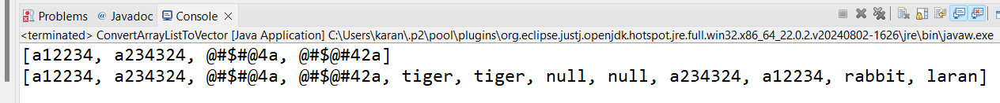 Problems @ Javadoc Console
<terminated> ConvertArrayListToVector [Java Application] C:\Users\karan\.p2\pool\plugins\org.eclipse.justj.openjdk.hotspot.jre.full.win32.x86_64_22.0.2.v20240802-1626\jre\bin\javaw.exe
[a12234, a234324, @#$#@4a, @#$@#42a]
[a12234, a234324, @#$#@4a, @#$@#42a, tiger, tiger, null, null, a234324, a12234, rabbit, laran]